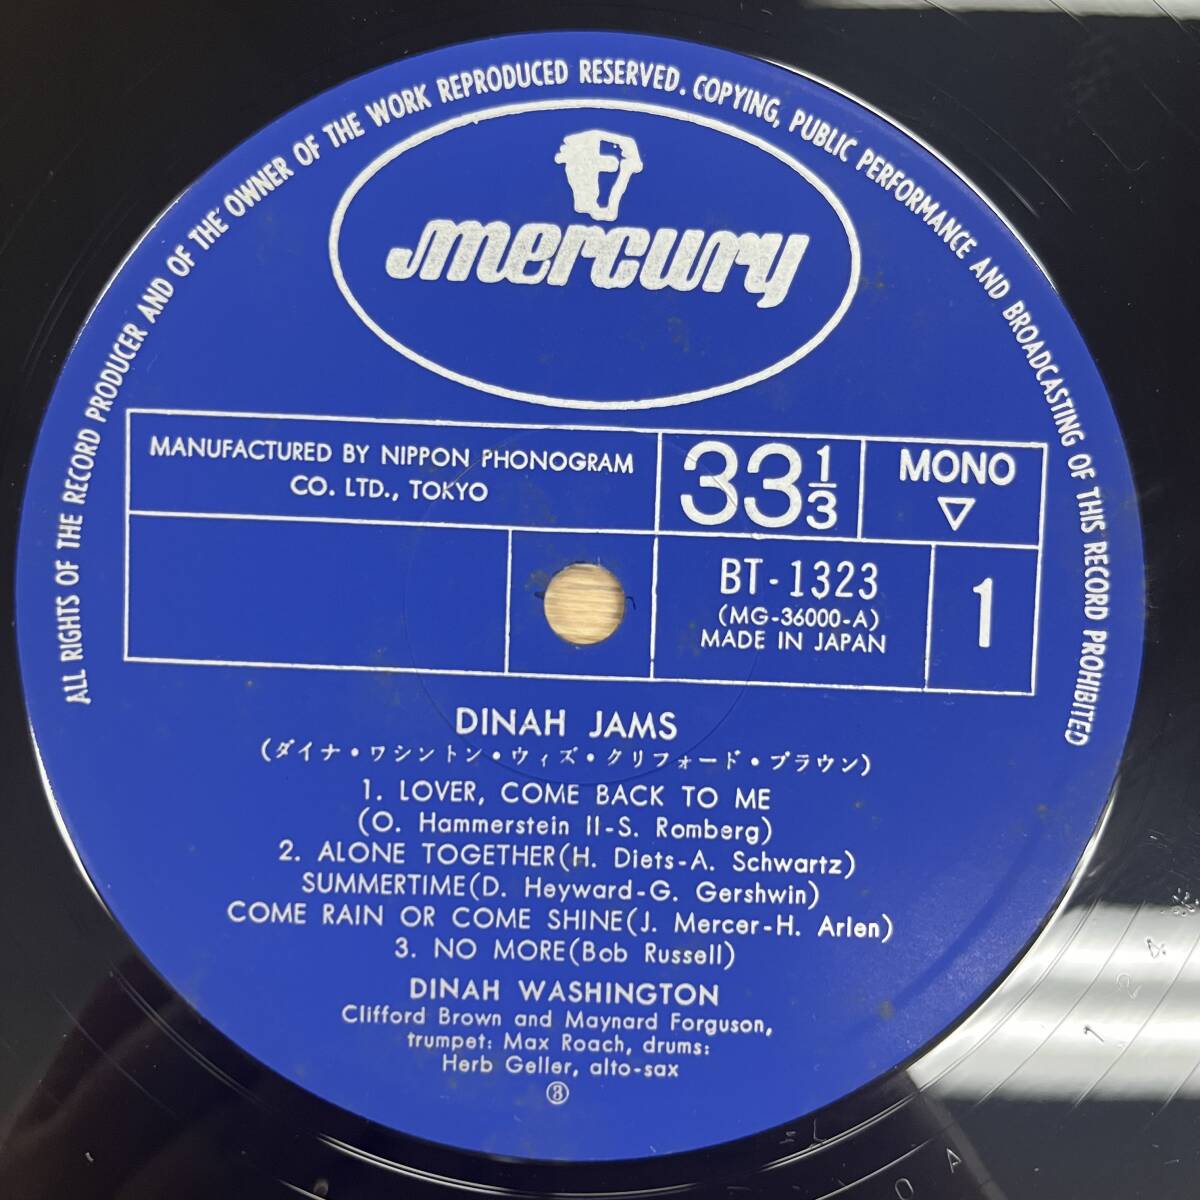 ALL RIGHTS OF THE RECORD PRODUCER AND OF THE OWNER OF THE WORK REPRODUCED RESERVED. COPYING, PUBLIC PERFORMANCE AND BROADCASTING OF THIS RECORD PROHIBITED
mercury
MANUFACTURED BY NIPPON PHONOGRAM
CO. LTD., TOKYO
33 1/3
MONO
▽
BT-1323
(MG-36000-A)
MADE IN JAPAN
1
DINAH JAMS
(ダイナ・ワシントン・ウィズ・クリフォード・ブラウン)
1. LOVER, COME BACK TO ME
(O. Hammerstein II-S. Romberg)
2. ALONE TOGETHER(H. Diets-A. Schwartz)
SUMMERTIME(D. Heyward-G. Gershwin)
COME RAIN OR COME SHINE(J. Mercer-H. Arlen)
3. NO MORE(Bob Russell)
DINAH WASHINGTON
Clifford Brown and Maynard Forguson,
trumpet: Max Roach, drums:
Herb Geller, alto-sax
③